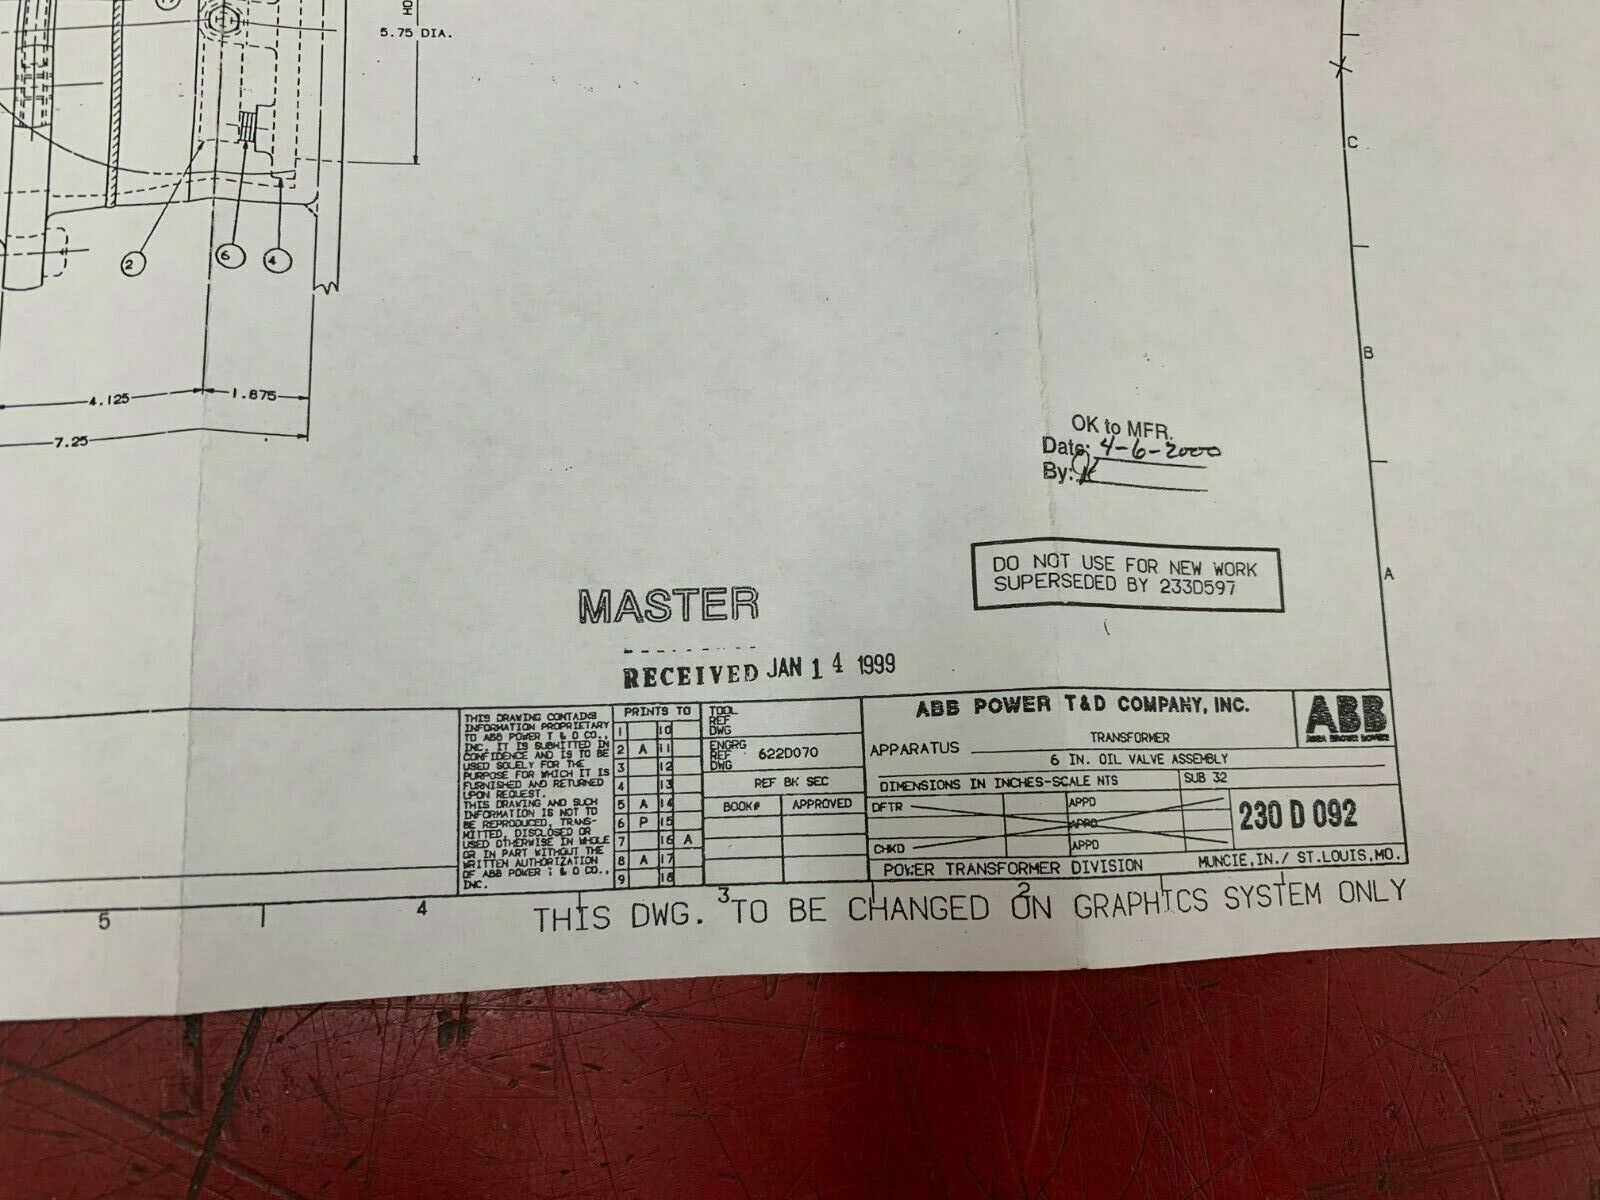 HO
5.75 DIA.
C
2
6
4
B
4.125
1.875
7.25
OK to MFR.
Date: 4-6-2000
By:
DO NOT USE FOR NEW WORK
SUPERSEDED BY 233D597
A
MASTER
RECEIVED JAN 14 1999
THIS DRAWING CONTAINS
INFORMATION PROPRIETARY
TO ABB POWER T & D CO.,
INC. IT IS SUBMITTED IN
CONFIDENCE AND IS TO BE
USED SOLELY FOR THE
PURPOSE FOR WHICH IT IS
FURNISHED AND RETURNED
UPON REQUEST.
THIS DRAWING AND SUCH
INFORMATION IS NOT TO
BE REPRODUCED, TRANS-
MITTED, DISCLOSED OR
USED OTHERWISE IN WHOLE
OR IN PART WITHOUT THE
WRITTEN AUTHORIZATION
OF ABB POWER T & D CO.,
INC.
PRINTS TO
1 10
2 A 11
3 12
4 13
5 A 14
6 P 15
7 16 A
8 A 17
9 18
TOOL
REF
DWG
ENGRG
REF
DWG
622D070
REF BK SEC
BOOK# APPROVED
ABB POWER T&D COMPANY, INC.
ABB
ASEA BROWN BOVERI
APPARATUS TRANSFORMER
6 IN. OIL VALVE ASSEMBLY
DIMENSIONS IN INCHES-SCALE NTS SUB 32
DFTR APPD
APPD
CHKD APPD
230 D 092
POWER TRANSFORMER DIVISION MUNCIE, IN./ ST.LOUIS,MO.
5 4 3 2
THIS DWG. TO BE CHANGED ON GRAPHICS SYSTEM ONLY